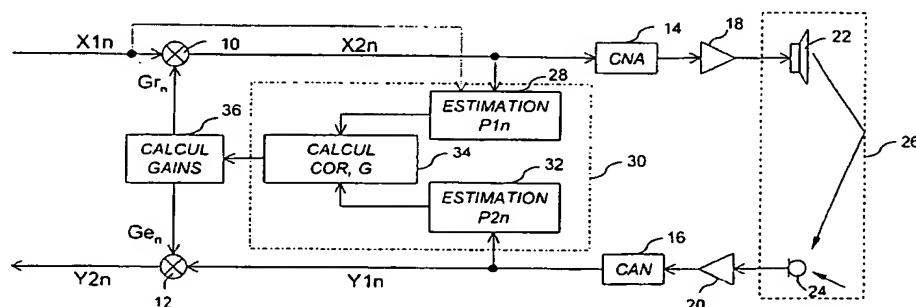 X1n
10
X2n
14
CNA
18
22
Grn
28
ESTIMATION
P1n
36
CALCUL
GAINS
CALCUL
COR, G
34
30
26
32
ESTIMATION
P2n
Gen
16
CAN
Y2n
12
Y1n
20
24